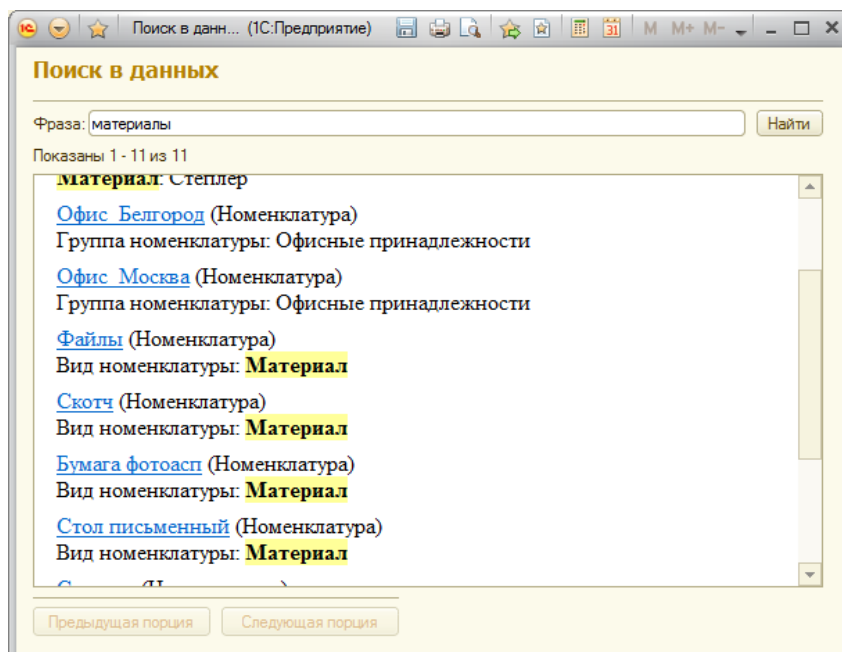 Поиск в данн... (1С:Предприятие)
31 M M+ M-
Поиск в данных
Фраза: материалы Найти
Показаны 1 - 11 из 11
Материал: Степлер
Офис Белгород (Номенклатура)
Группа номенклатуры: Офисные принадлежности
Офис Москва (Номенклатура)
Группа номенклатуры: Офисные принадлежности
Файлы (Номенклатура)
Вид номенклатуры: Материал
Скотч (Номенклатура)
Вид номенклатуры: Материал
Бумага фотоасп (Номенклатура)
Вид номенклатуры: Материал
Стол письменный (Номенклатура)
Вид номенклатуры: Материал
Предыдущая порция Следующая порция